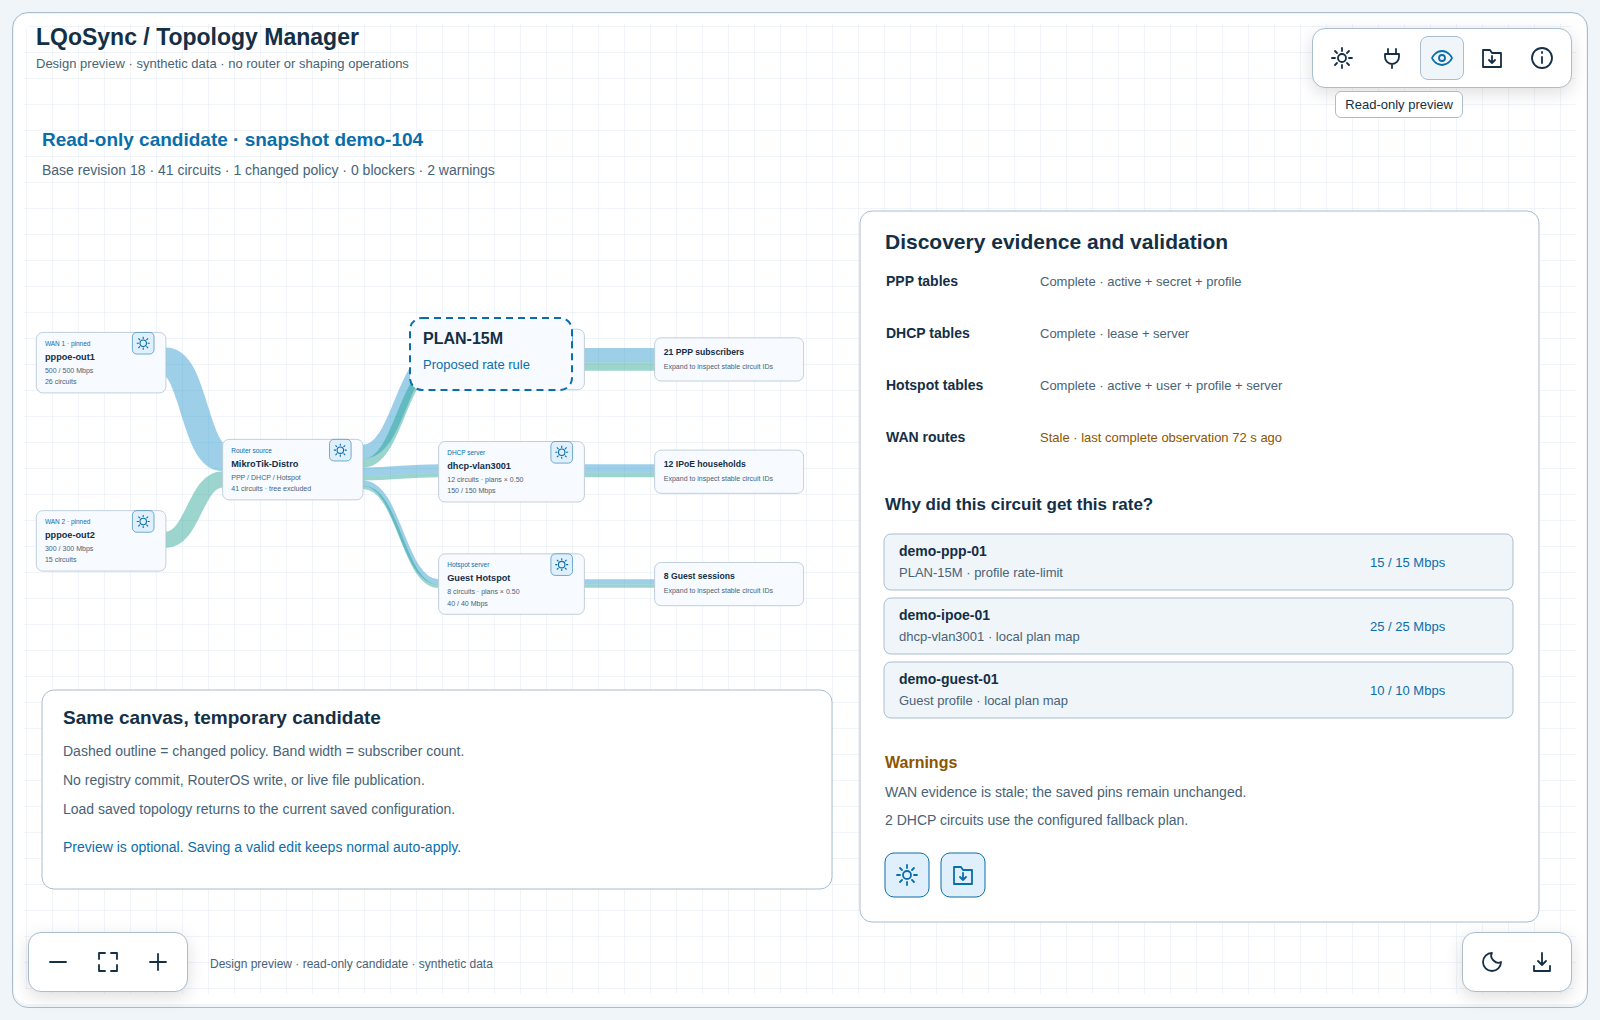 LQoSync / Topology Manager
Design preview · synthetic data · no router or shaping operations
Read-only preview
Read-only candidate · snapshot demo-104
Base revision 18 · 41 circuits · 1 changed policy · 0 blockers · 2 warnings
WAN 1 · pinned
pppoe-out1
500 / 500 Mbps
26 circuits
WAN 2 · pinned
pppoe-out2
300 / 300 Mbps
15 circuits
Router source
MikroTik-Distro
PPP / DHCP / Hotspot
41 circuits · tree excluded
PLAN-15M
Proposed rate rule
21 PPP subscribers
Expand to inspect stable circuit IDs
DHCP server
dhcp-vlan3001
12 circuits · plans × 0.50
150 / 150 Mbps
12 IPoE households
Expand to inspect stable circuit IDs
Hotspot server
Guest Hotspot
8 circuits · plans × 0.50
40 / 40 Mbps
8 Guest sessions
Expand to inspect stable circuit IDs
Same canvas, temporary candidate
Dashed outline = changed policy. Band width = subscriber count.
No registry commit, RouterOS write, or live file publication.
Load saved topology returns to the current saved configuration.
Preview is optional. Saving a valid edit keeps normal auto-apply.
Discovery evidence and validation
PPP tables Complete · active + secret + profile
DHCP tables Complete · lease + server
Hotspot tables Complete · active + user + profile + server
WAN routes Stale · last complete observation 72 s ago
Why did this circuit get this rate?
demo-ppp-01
PLAN-15M · profile rate-limit
15 / 15 Mbps
demo-ipoe-01
dhcp-vlan3001 · local plan map
25 / 25 Mbps
demo-guest-01
Guest profile · local plan map
10 / 10 Mbps
Warnings
WAN evidence is stale; the saved pins remain unchanged.
2 DHCP circuits use the configured fallback plan.
Design preview · read-only candidate · synthetic data